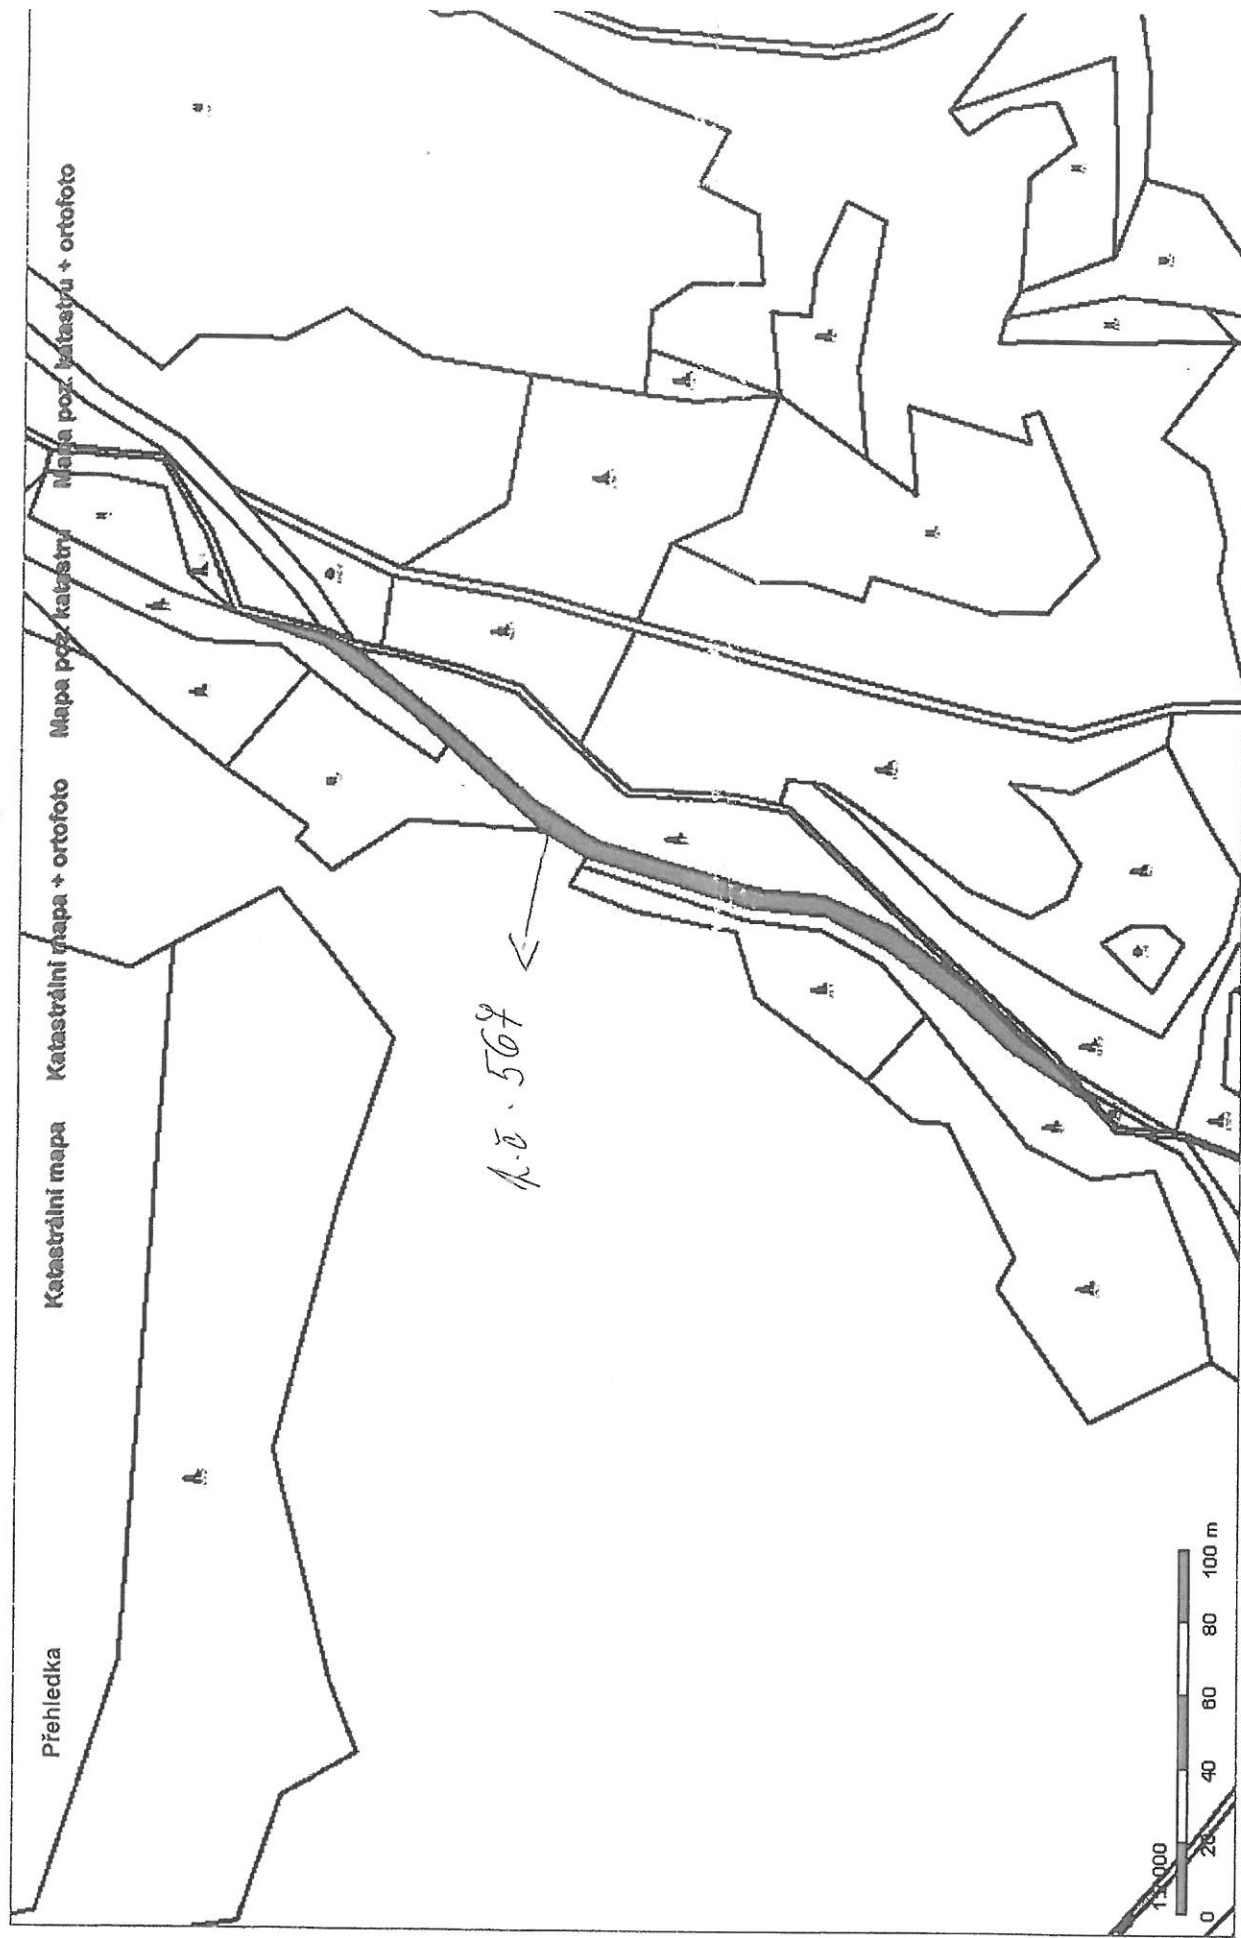 Přehledka
Katastrální mapa
Katastrální mapa + ortofoto
Mapa poz. katastru
Mapa poz. katastru + ortofoto
p.č. 567
0 20 40 60 80 100 m